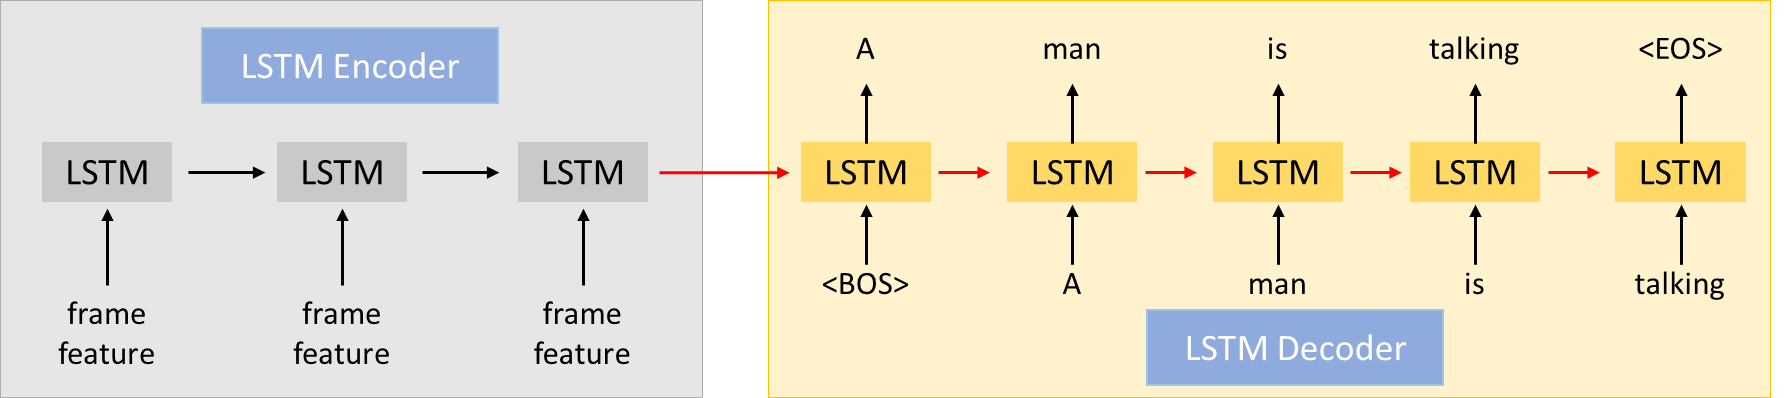 LSTM Encoder
LSTM
LSTM
LSTM
frame
feature
frame
feature
frame
feature
A
man
is
talking
<EOS>
LSTM
LSTM
LSTM
LSTM
LSTM
<BOS>
A
man
is
talking
LSTM Decoder